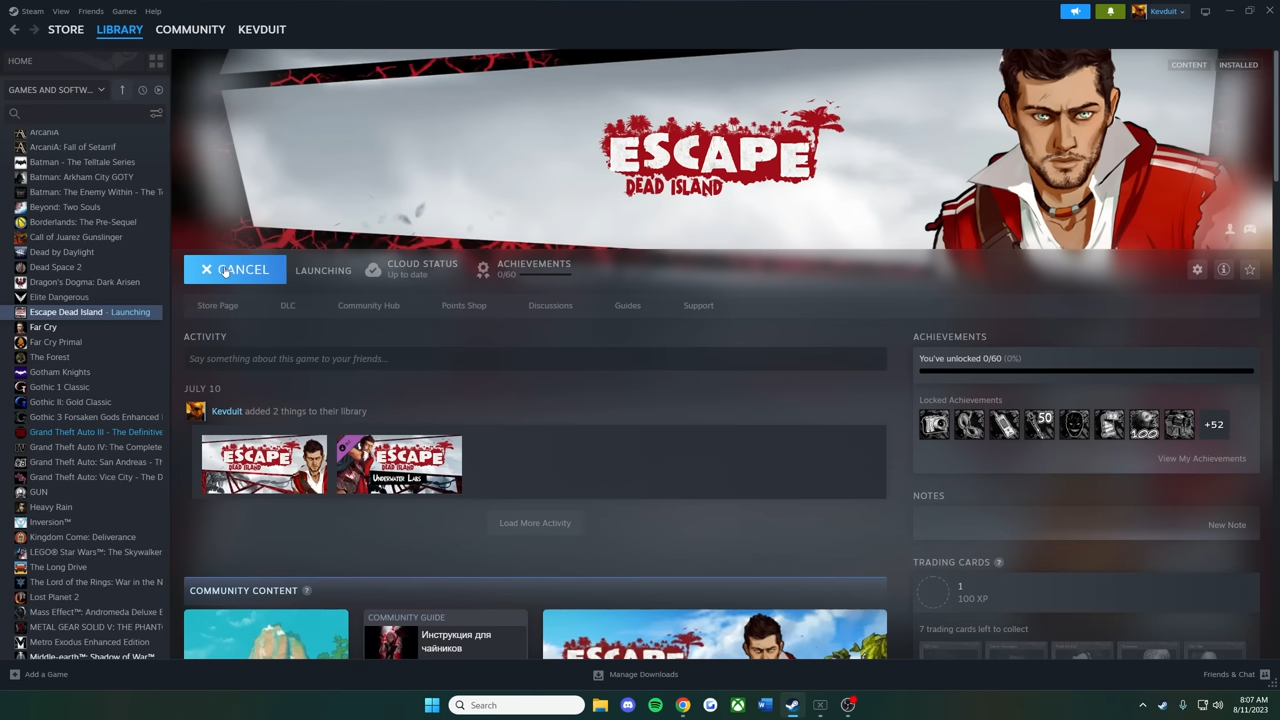 Steam View Friends Games Help
Kevduit
STORE LIBRARY COMMUNITY KEVDUIT
HOME
GAMES AND SOFTW...
ArcaniA
ArcaniA: Fall of Setarrif
Batman - The Telltale Series
Batman: Arkham City GOTY
Batman: The Enemy Within - The T
Beyond: Two Souls
Borderlands: The Pre-Sequel
Call of Juarez Gunslinger
Dead by Daylight
Dead Space 2
Dragon's Dogma: Dark Arisen
Elite Dangerous
Escape Dead Island - Launching
Far Cry
Far Cry Primal
The Forest
Gotham Knights
Gothic 1 Classic
Gothic II: Gold Classic
Gothic 3 Forsaken Gods Enhanced
Grand Theft Auto III - The Definitive
Grand Theft Auto IV: The Complete
Grand Theft Auto: San Andreas - Th
Grand Theft Auto: Vice City - The D
GUN
Heavy Rain
Inversion™
Kingdom Come: Deliverance
LEGO® Star Wars™: The Skywalker
The Long Drive
The Lord of the Rings: War in the N
Lost Planet 2
Mass Effect™: Andromeda Deluxe E
METAL GEAR SOLID V: THE PHANT
Metro Exodus Enhanced Edition
Middle-earth™: Shadow of War™
CONTENT INSTALLED
ESCAPE
DEAD ISLAND
CANCEL
LAUNCHING
CLOUD STATUS
Up to date
ACHIEVEMENTS
0/60
Store Page DLC Community Hub Points Shop Discussions Guides Support
ACTIVITY
Say something about this game to your friends...
JULY 10
Kevduit added 2 things to their library
ESCAPE
DEAD ISLAND
ESCAPE
DEAD ISLAND
UNDERWATER LABS
Load More Activity
COMMUNITY CONTENT ?
COMMUNITY GUIDE
Инструкция для
чайников
ESCAPE
ACHIEVEMENTS
You've unlocked 0/60 (0%)
Locked Achievements
50
100
+52
View My Achievements
NOTES
New Note
TRADING CARDS ?
1
100 XP
7 trading cards left to collect
Add a Game
Manage Downloads
Friends & Chat
Search
8:07 AM
8/11/2023